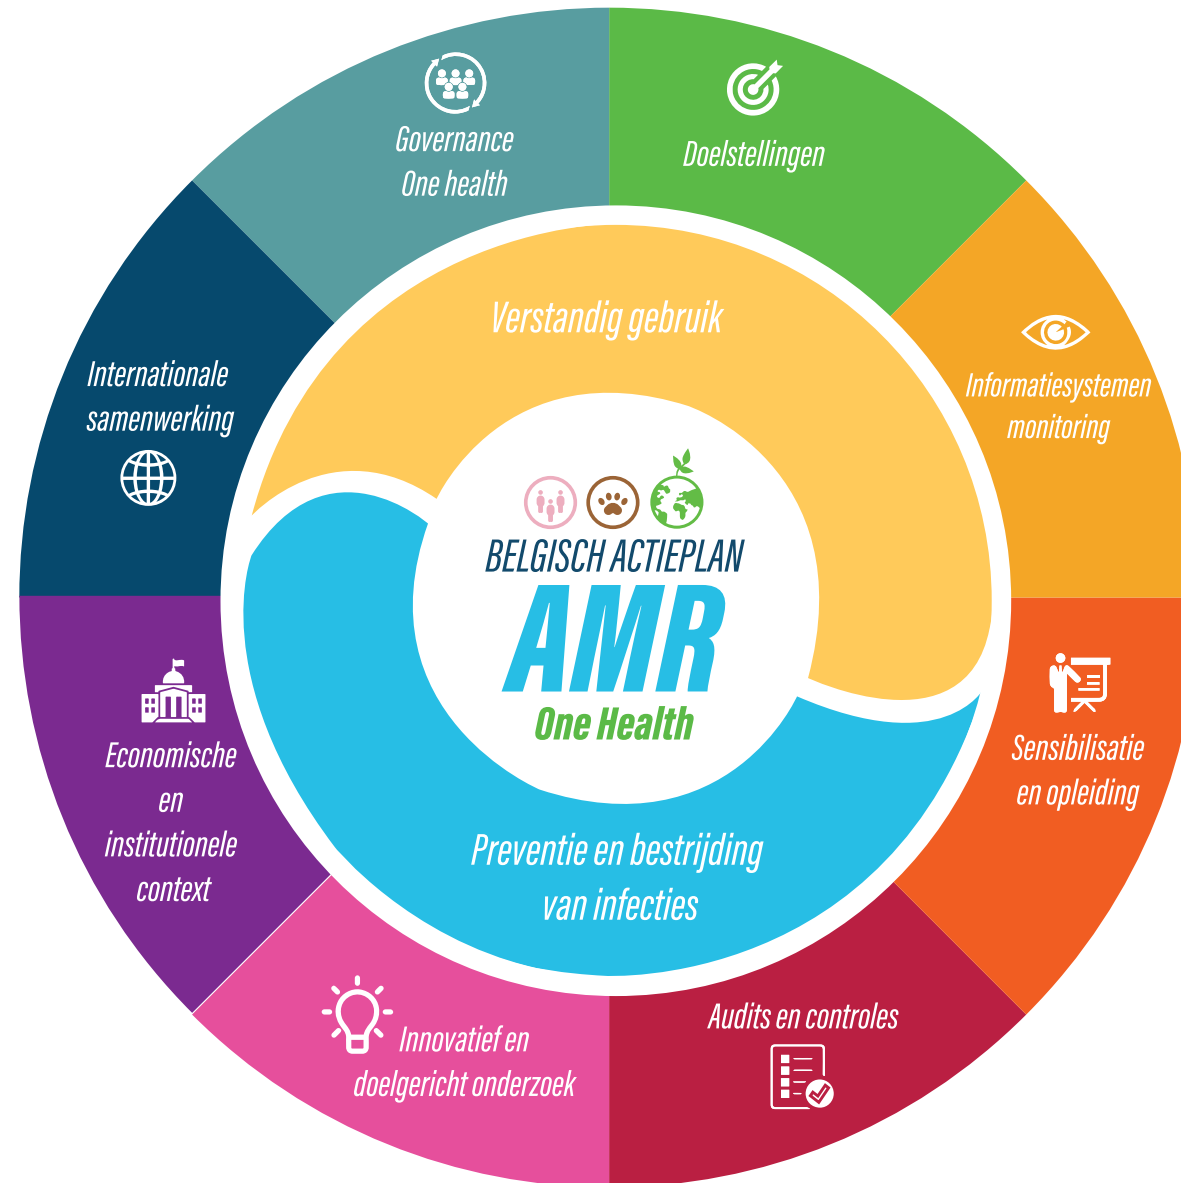 Governance
One health
Doelstellingen
Informatiesystemen
monitoring
Sensibilisatie
en opleiding
Audits en controles
Innovatief en
doelgericht onderzoek
Economische
en
institutionele
context
Internationale
samenwerking
Verstandig gebruik
BELGISCH ACTIEPLAN
AMR
One Health
Preventie en bestrijding
van infecties